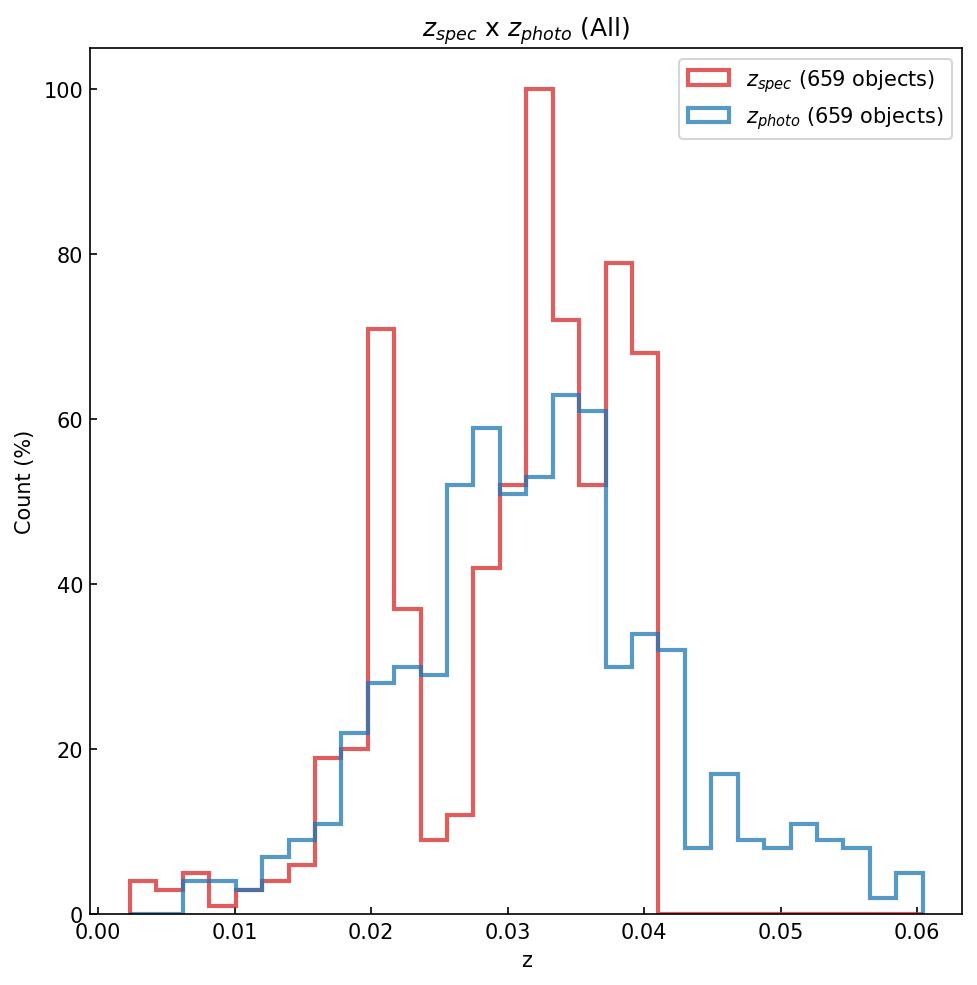 z_spec x z_photo (All)
z_spec (659 objects)
z_photo (659 objects)
Count (%)
100
80
60
40
20
0
0.00 0.01 0.02 0.03 0.04 0.05 0.06
z